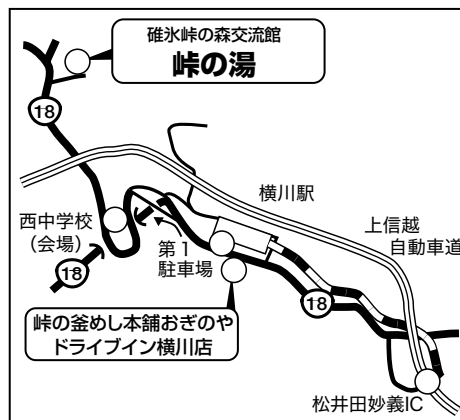 碓氷峠の森交流館
峠の湯
18
横川駅
上信越
自動車道
西中学校
(会場)
18
第1
駐車場
18
峠の釜めし本舗おぎのや
ドライブイン横川店
松井田妙義IC